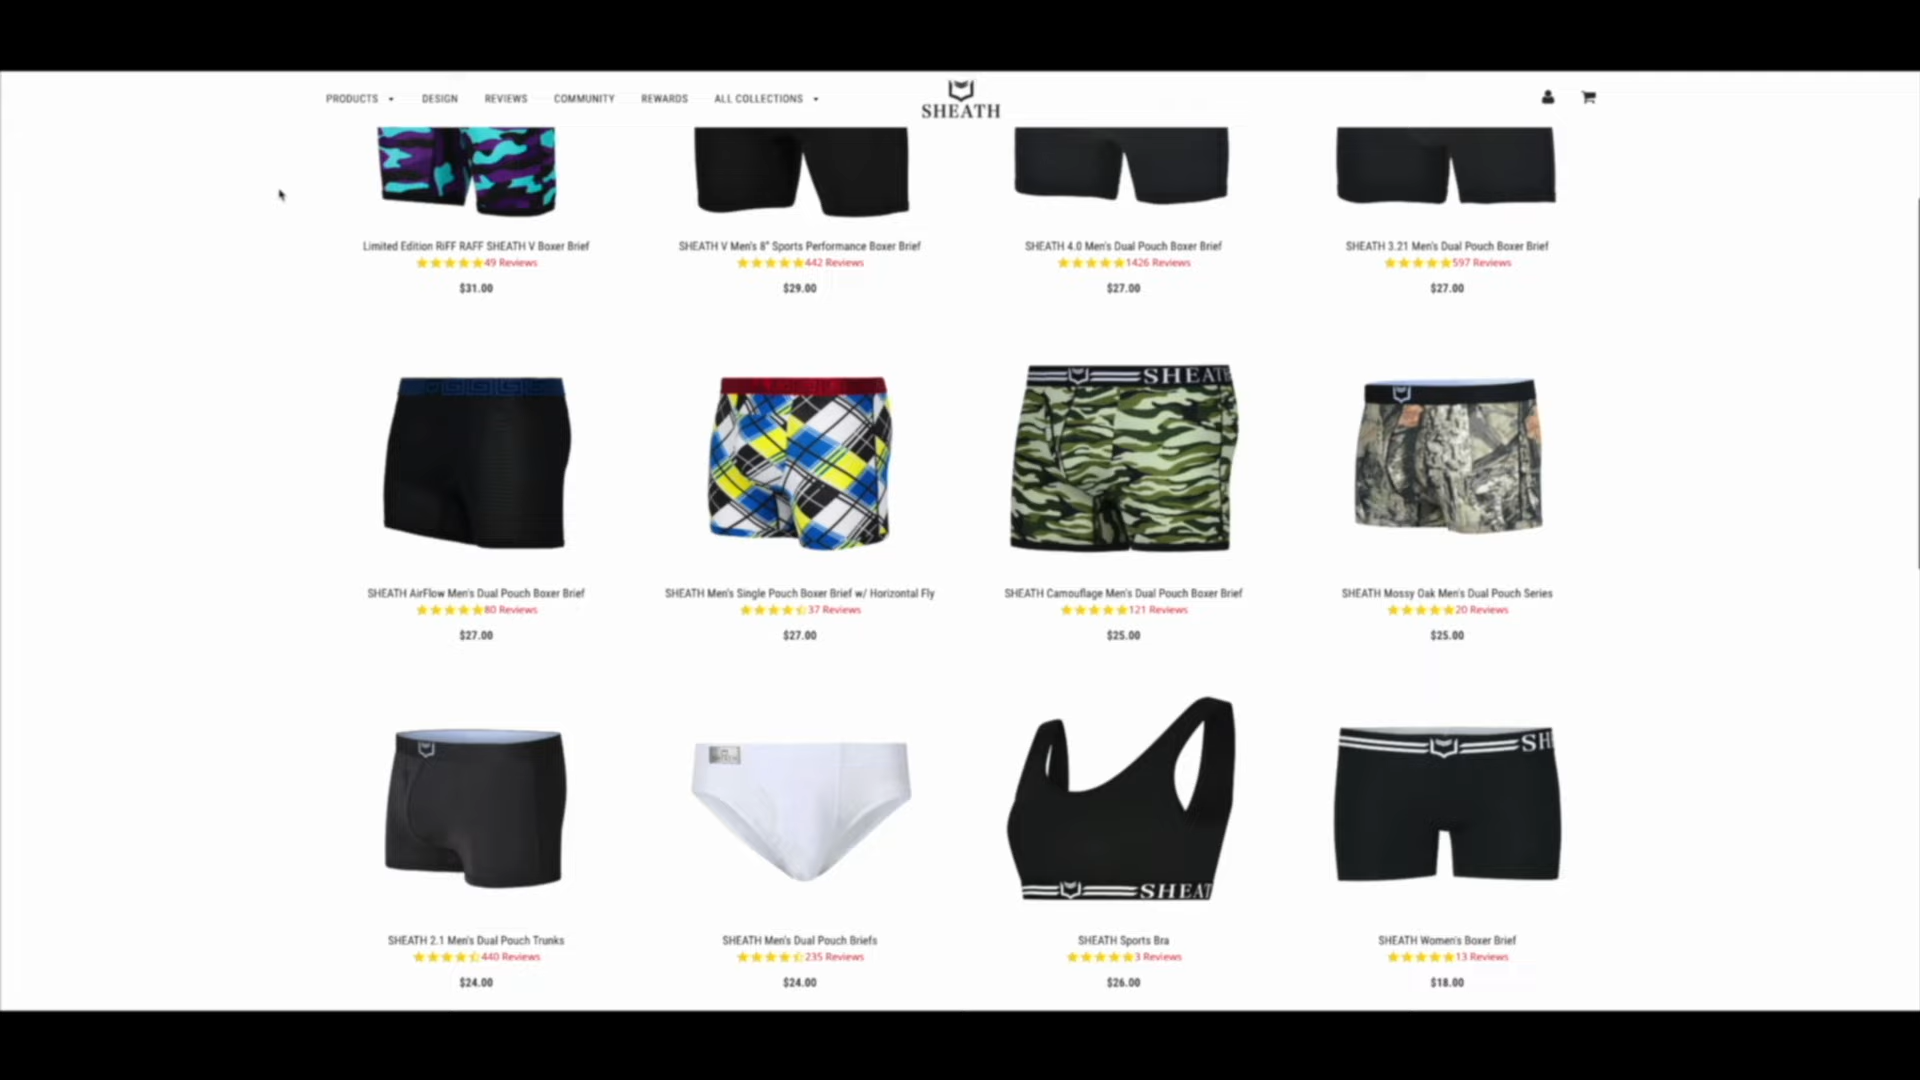 PRODUCTS DESIGN REVIEWS COMMUNITY REWARDS ALL COLLECTIONS
SHEATH
Limited Edition RiFF RAFF SHEATH V Boxer Brief
49 Reviews
$31.00
SHEATH V Men's 8" Sports Performance Boxer Brief
442 Reviews
$29.00
SHEATH 4.0 Men's Dual Pouch Boxer Brief
1426 Reviews
$27.00
SHEATH 3.21 Men's Dual Pouch Boxer Brief
597 Reviews
$27.00
SHEATH
SHEATH AirFlow Men's Dual Pouch Boxer Brief
80 Reviews
$27.00
SHEATH Men's Single Pouch Boxer Brief w/ Horizontal Fly
37 Reviews
$27.00
SHEATH Camouflage Men's Dual Pouch Boxer Brief
121 Reviews
$25.00
SHEATH Mossy Oak Men's Dual Pouch Series
20 Reviews
$25.00
SH
SHEAT
SHEATH 2.1 Men's Dual Pouch Trunks
440 Reviews
$24.00
SHEATH Men's Dual Pouch Briefs
235 Reviews
$24.00
SHEATH Sports Bra
3 Reviews
$26.00
SHEATH Women's Boxer Brief
13 Reviews
$18.00